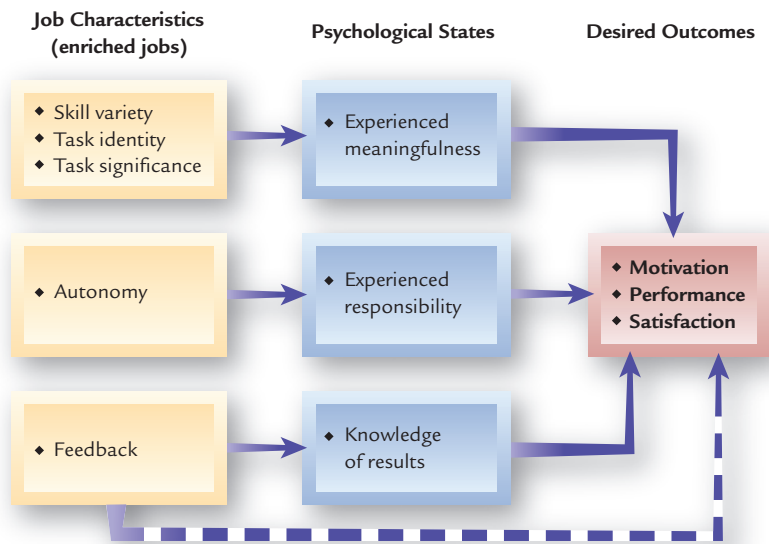 Job Characteristics
(enriched jobs)
Psychological States
Desired Outcomes
◆ Skill variety
◆ Task identity
◆ Task significance
◆ Experienced
meaningfulness
◆ Autonomy
◆ Experienced
responsibility
◆ Motivation
◆ Performance
◆ Satisfaction
◆ Feedback
◆ Knowledge
of results